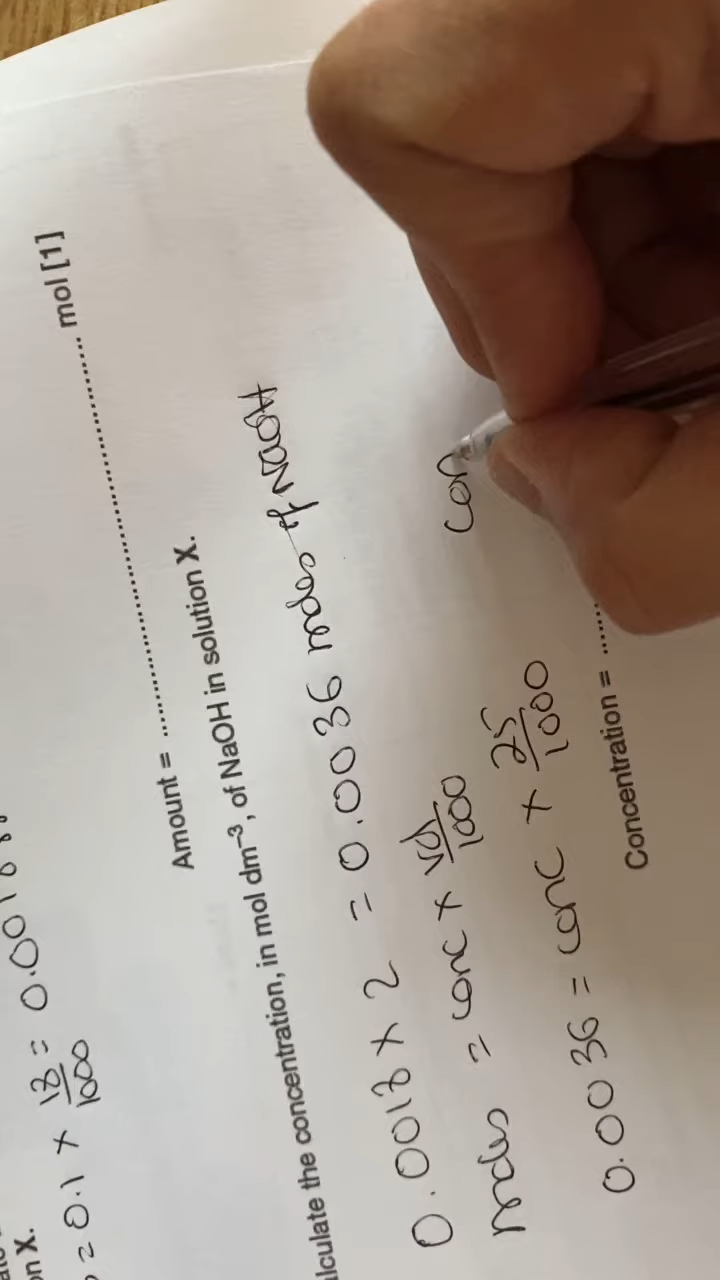 on X.
= 0.1 × 18/1000 = 0.0018
Amount = .................... mol [1]
lculate the concentration, in mol dm⁻³, of NaOH in solution X.
0.0018 × 2 = 0.0036 moles of NaOH
moles = conc × vol/1000
0.0036 = conc × 25/1000
con
Concentration = ......